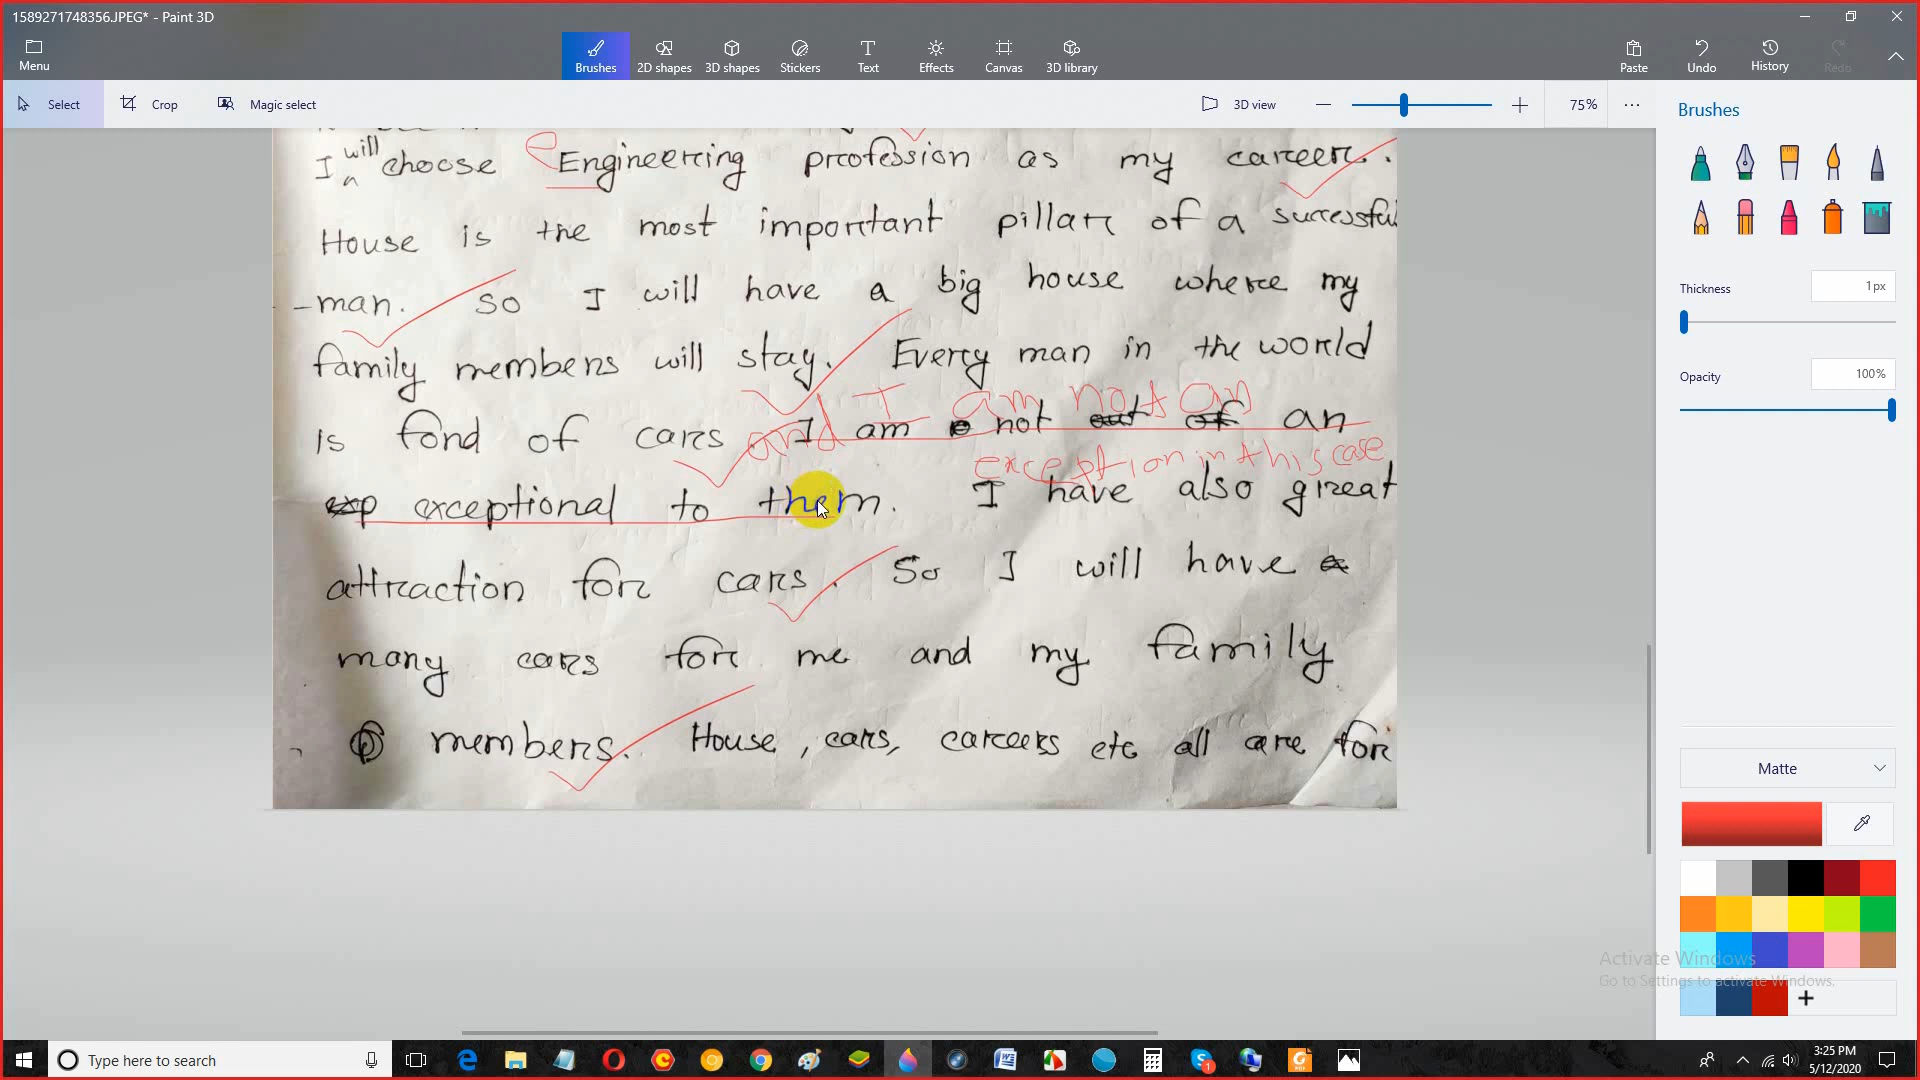 1589271748356.JPEG* - Paint 3D
Menu
Brushes
2D shapes
3D shapes
Stickers
Text
Effects
Canvas
3D library
Paste
Undo
History
Redo
Select
Crop
Magic select
3D view
75%
Brushes
Thickness
1px
Opacity
100%
Matte
I will choose e Engineering profession as my career.
House is the most important pillar of a successful
-man. So I will have a big house where my
family members will stay. Every man in the world
and I am not an
is fond of cars I am not out of an
exception in this case
exp exceptional to them. I have also great
attraction for cars. So I will have a
many cars for me and my family
members. House, cars, careers etc all are for
Activate Windows
Go to Settings to activate Windows.
Type here to search
3:25 PM
5/12/2020